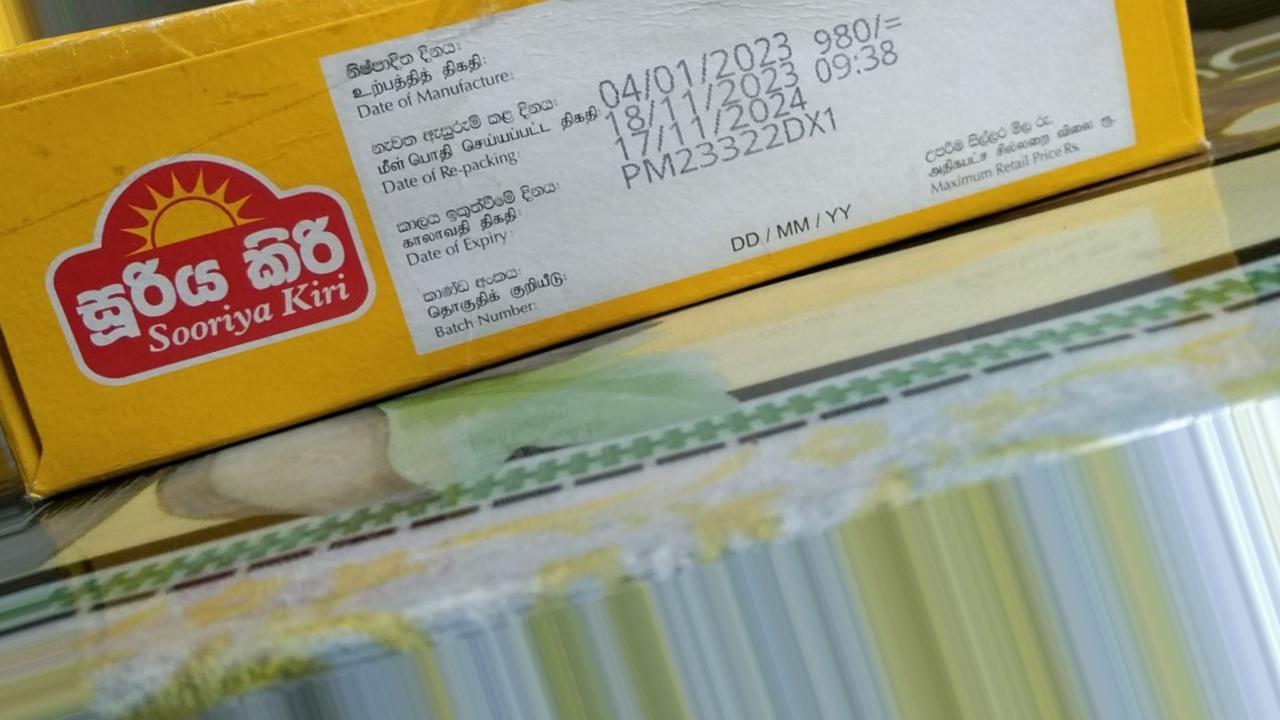 නිෂ්පාදිත දිනය:
உற்பத்தித் திகதி:
Date of Manufacture:
නැවත ඇසුරුම් කළ දිනය:
மீள் பொதி செய்யப்பட்ட திகதி:
Date of Re-packing:
කාලය ඉකුත්වීමේ දිනය:
காலாவதி திகதி:
Date of Expiry:
කාණ්ඩ අංකය:
தொகுதிக் குறியீடு:
Batch Number:
04/01/2023 980/=
18/11/2023 09:38
17/11/2024
PM23322DX1
DD / MM / YY
උපරිම සිල්ලර මිල රු.
அதிகபட்ச சில்லறை விலை ரூ.
Maximum Retail Price Rs.
සූරිය කිරි
Sooriya Kiri